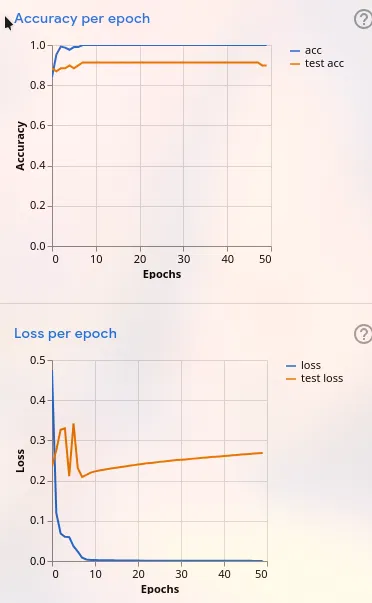 Accuracy per epoch
?
1.0
0.8
0.6
0.4
0.2
0.0
Accuracy
0 10 20 30 40 50
Epochs
acc
test acc
Loss per epoch
?
0.5
0.4
0.3
0.2
0.1
0.0
Loss
0 10 20 30 40 50
Epochs
loss
test loss